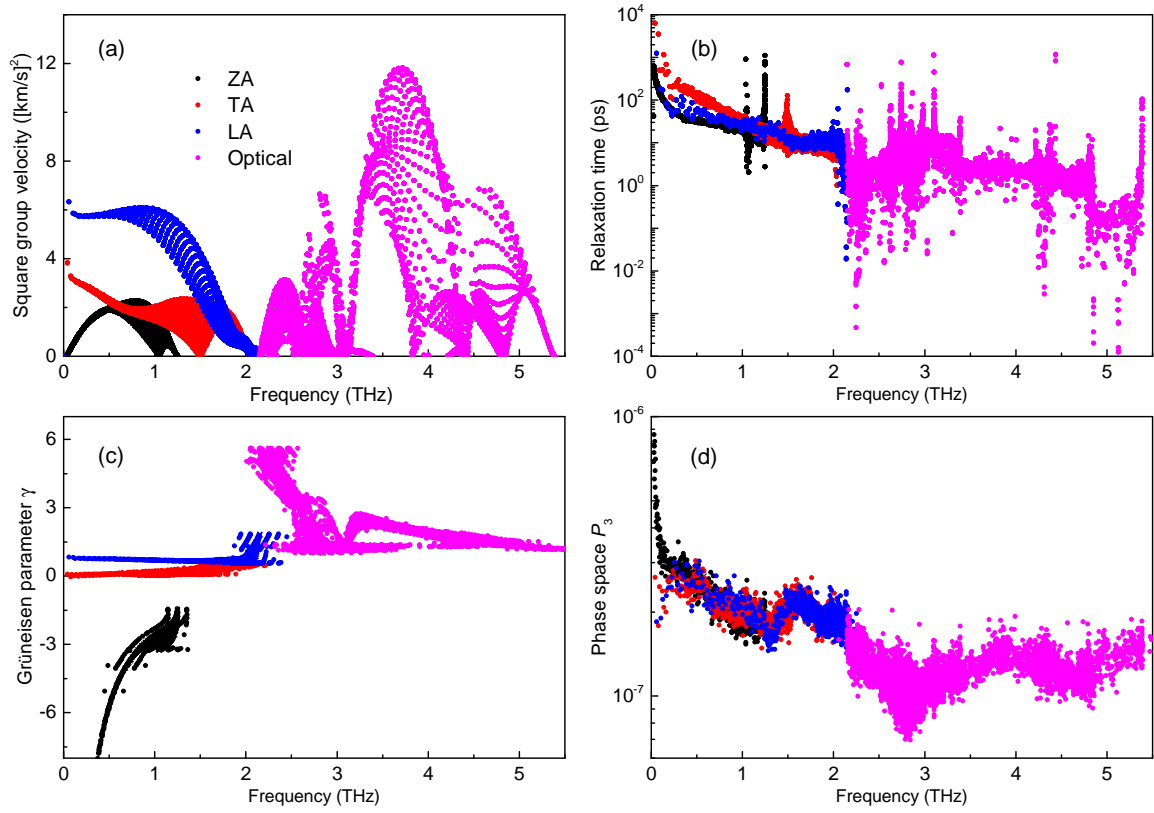 (a)
ZA
TA
LA
Optical
Square group velocity ([km/s]²)
12
8
4
0
0 1 2 3 4 5
Frequency (THz)
(b)
Relaxation time (ps)
10⁴
10²
10⁰
10⁻²
10⁻⁴
0 1 2 3 4 5
Frequency (THz)
(c)
Grüneisen parameter γ
6
3
0
-3
-6
0 1 2 3 4 5
Frequency (THz)
(d)
Phase space P₃
10⁻⁶
10⁻⁷
0 1 2 3 4 5
Frequency (THz)